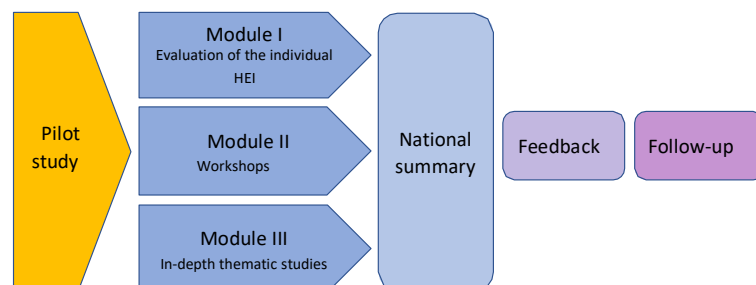 Pilot
study
Module I
Evaluation of the individual
HEI
Module II
Workshops
Module III
In-depth thematic studies
National
summary
Feedback
Follow-up